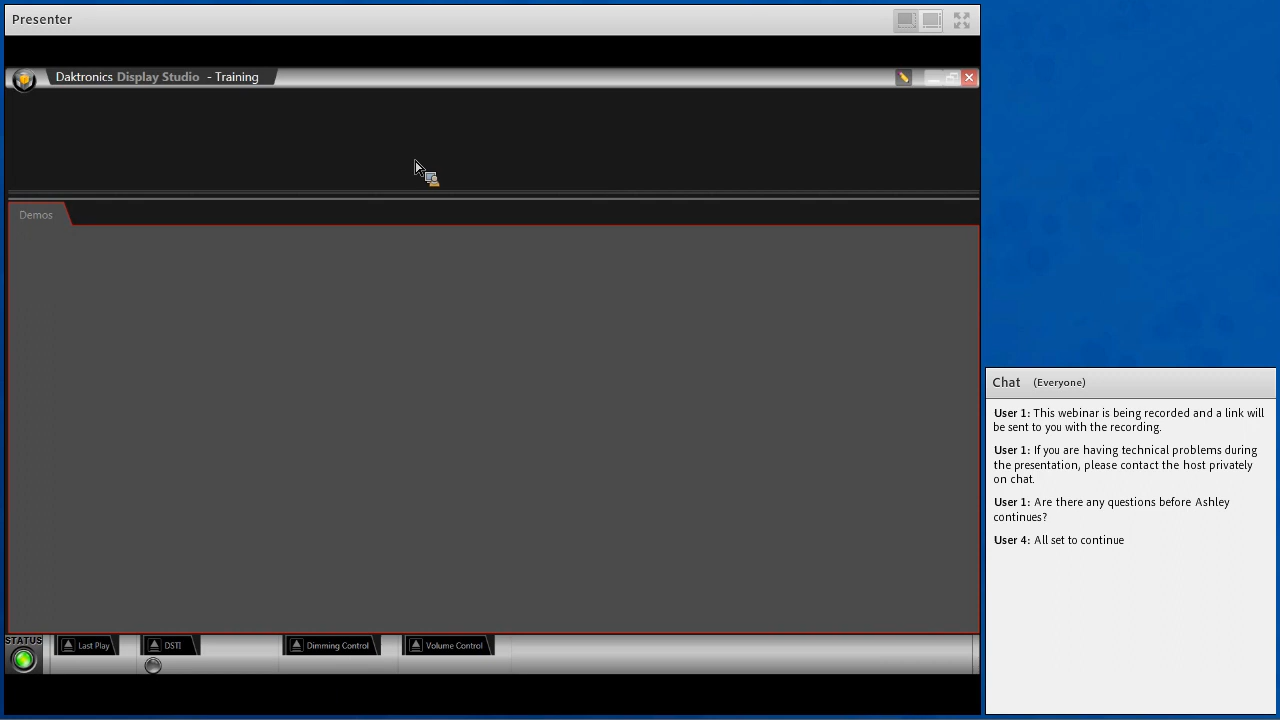 Presenter
Daktronics Display Studio - Training
Demos
STATUS
Last Play
DSTI
Dimming Control
Volume Control
Chat (Everyone)
User 1: This webinar is being recorded and a link will
be sent to you with the recording.
User 1: If you are having technical problems during
the presentation, please contact the host privately
on chat.
User 1: Are there any questions before Ashley
continues?
User 4: All set to continue